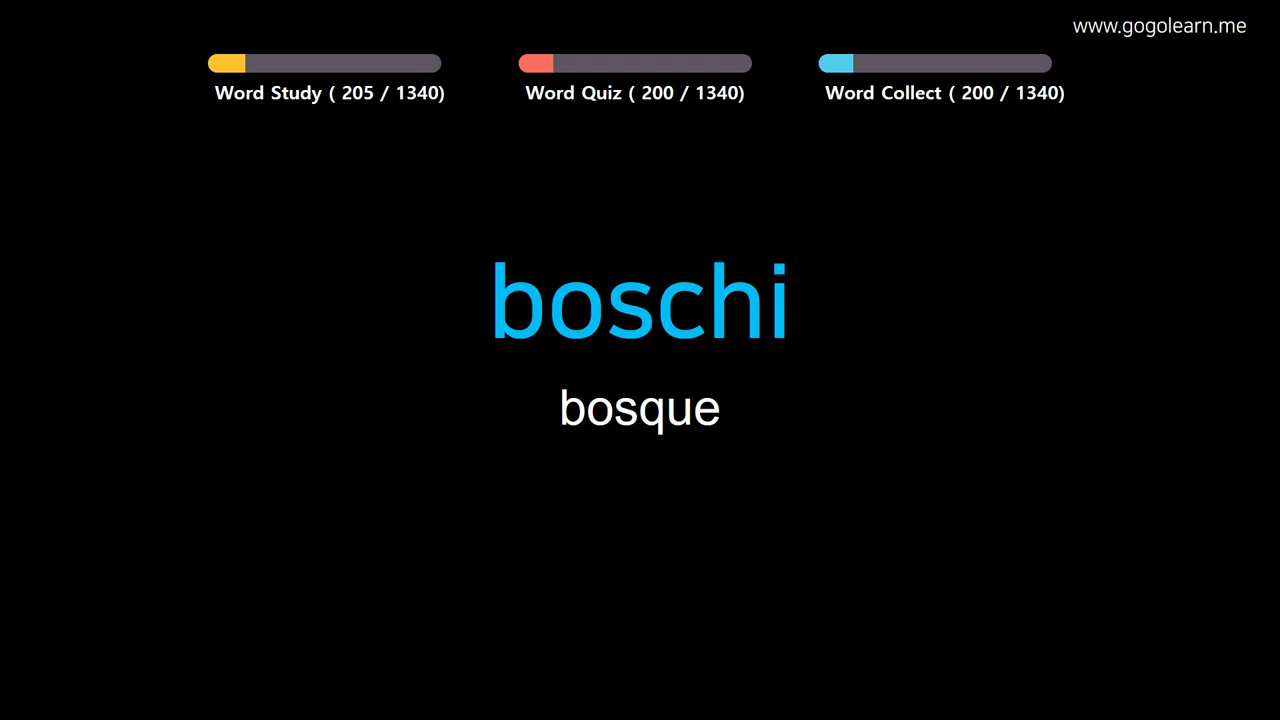 www.gogolearn.me
Word Study ( 205 / 1340)
Word Quiz ( 200 / 1340)
Word Collect ( 200 / 1340)
boschi
bosque